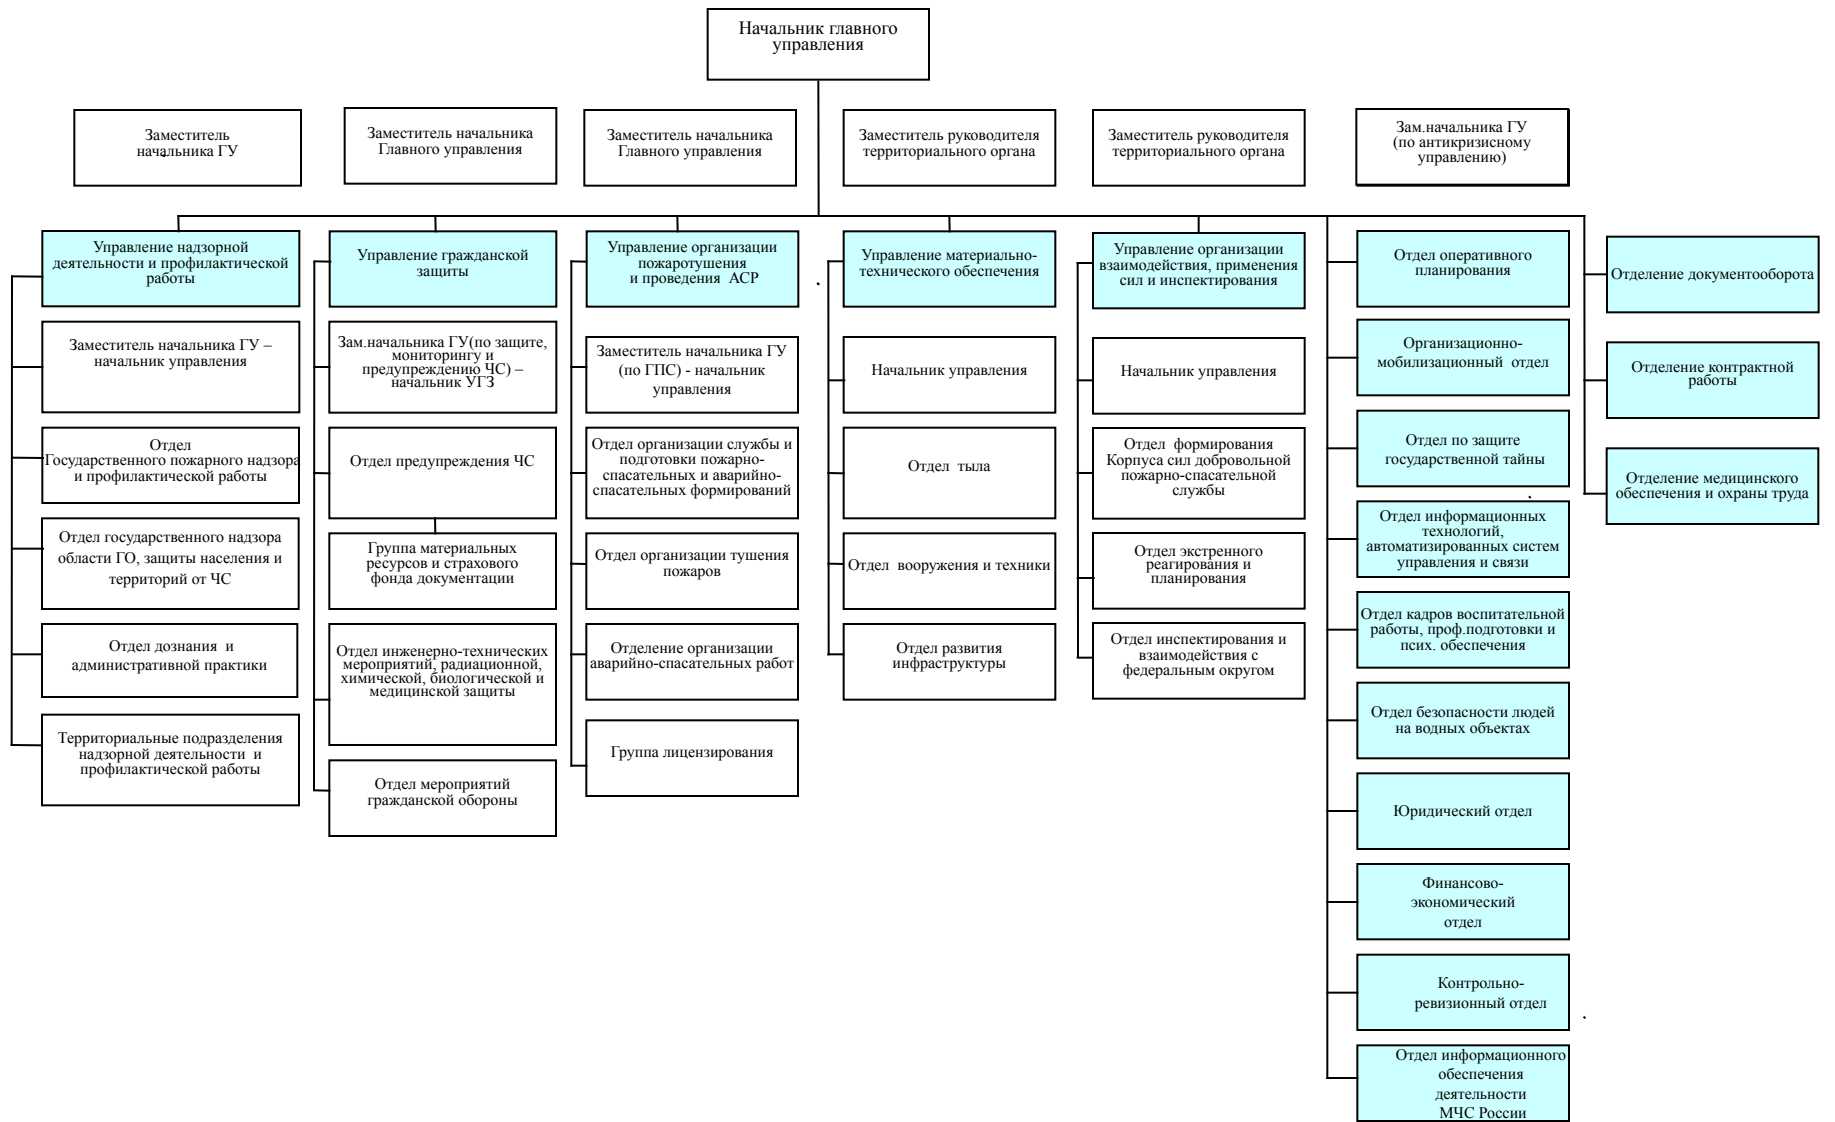 Начальник главного
управления
Заместитель
начальника ГУ
Заместитель начальника
Главного управления
Заместитель начальника
Главного управления
Заместитель руководителя
территориального органа
Заместитель руководителя
территориального органа
Зам.начальника ГУ
(по антикризисному
управлению)
Управление надзорной
деятельности и профилактической
работы
Заместитель начальника ГУ –
начальник управления
Отдел
Государственного пожарного надзора
и профилактической работы
Отдел государственного надзора
области ГО, защиты населения и
территорий от ЧС
Отдел дознания и
административной практики
Территориальные подразделения
надзорной деятельности и
профилактической работы
Управление гражданской
защиты
Зам.начальника ГУ(по защите,
мониторингу и
предупреждению ЧС) –
начальник УГЗ
Отдел предупреждения ЧС
Группа материальных
ресурсов и страхового
фонда документации
Отдел инженерно-технических
мероприятий, радиационной,
химической, биологической и
медицинской защиты
Отдел мероприятий
гражданской обороны
Управление организации
пожаротушения
и проведения АСР
Заместитель начальника ГУ
(по ГПС) - начальник
управления
Отдел организации службы и
подготовки пожарно-
спасательных и аварийно-
спасательных формирований
Отдел организации тушения
пожаров
Отделение организации
аварийно-спасательных работ
Группа лицензирования
Управление материально-
технического обеспечения
Начальник управления
Отдел тыла
Отдел вооружения и техники
Отдел развития
инфраструктуры
Управление организации
взаимодействия, применения
сил и инспектирования
Начальник управления
Отдел формирования
Корпуса сил добровольной
пожарно-спасательной
службы
Отдел экстренного
реагирования и
планирования
Отдел инспектирования и
взаимодействия с
федеральным округом
Отдел оперативного
планирования
Организационно-
мобилизационный отдел
Отдел по защите
государственной тайны
Отдел информационных
технологий,
автоматизированных систем
управления и связи
Отдел кадров воспитательной
работы, проф.подготовки и
псих. обеспечения
Отдел безопасности людей
на водных объектах
Юридический отдел
Финансово-
экономический
отдел
Контрольно-
ревизионный отдел
Отдел информационного
обеспечения
деятельности
МЧС России
Отделение документооборота
Отделение контрактной
работы
Отделение медицинского
обеспечения и охраны труда